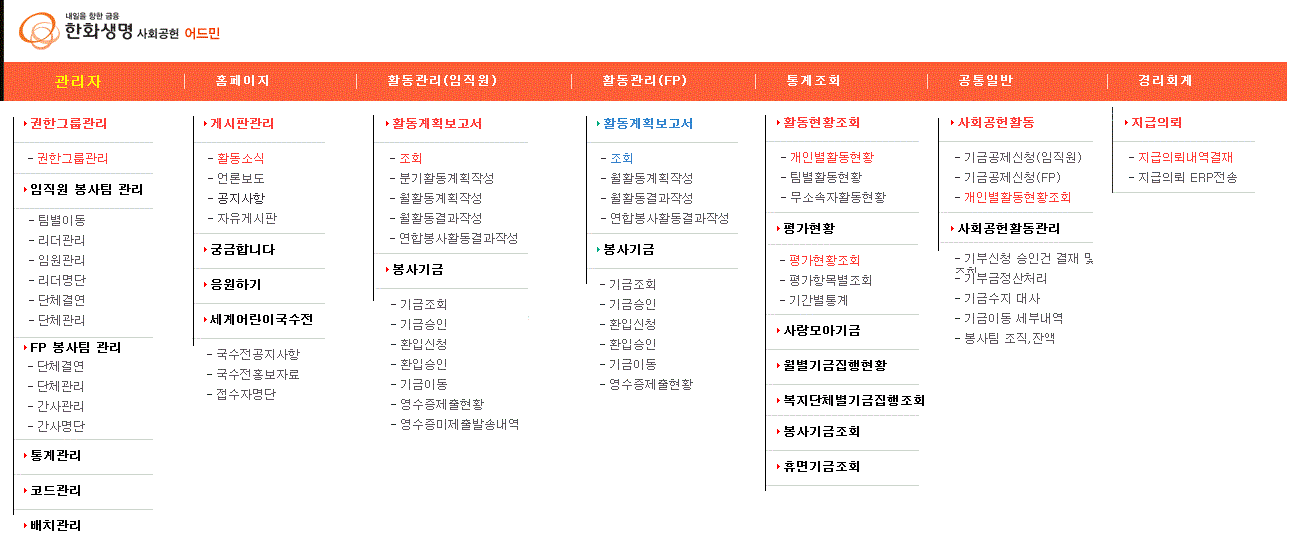 내일을 향한 금융
한화생명 사회공헌 어드민
관리자
홈페이지
활동관리(임직원)
활동관리(FP)
통계조회
공통일반
경리회계
권한그룹관리
- 권한그룹관리
임직원 봉사팀 관리
- 팀별이동
- 리더관리
- 임원관리
- 리더명단
- 단체결연
- 단체관리
FP 봉사팀 관리
- 단체결연
- 단체관리
- 간사관리
- 간사명단
통계관리
코드관리
배치관리
게시판관리
- 활동소식
- 언론보도
- 공지사항
- 자유게시판
궁금합니다
응원하기
세계어린이국수전
- 국수전공지사항
- 국수전홍보자료
- 접수자명단
활동계획보고서
- 조회
- 분기활동계획작성
- 월활동계획작성
- 월활동결과작성
- 연합봉사활동결과작성
봉사기금
- 기금조회
- 기금승인
- 환입신청
- 환입승인
- 기금이동
- 영수증제출현황
- 영수증미제출발송내역
활동계획보고서
- 조회
- 월활동계획작성
- 월활동결과작성
- 연합봉사활동결과작성
봉사기금
- 기금조회
- 기금승인
- 환입신청
- 환입승인
- 기금이동
- 영수증제출현황
활동현황조회
- 개인별활동현황
- 팀별활동현황
- 무소속자활동현황
평가현황
- 평가현황조회
- 평가항목별조회
- 기간별통계
사랑모아기금
월별기금집행현황
복지단체별기금집행조회
봉사기금조회
휴면기금조회
사회공헌활동
- 기금공제신청(임직원)
- 기금공제신청(FP)
- 개인별활동현황조회
사회공헌활동관리
- 기부신청 승인건 결재 및
조회
- 기부금정산처리
- 기금수지 대사
- 기금이동 세부내역
- 봉사팀 조직,잔액
지급의뢰
- 지급의뢰내역결재
- 지급의뢰 ERP전송